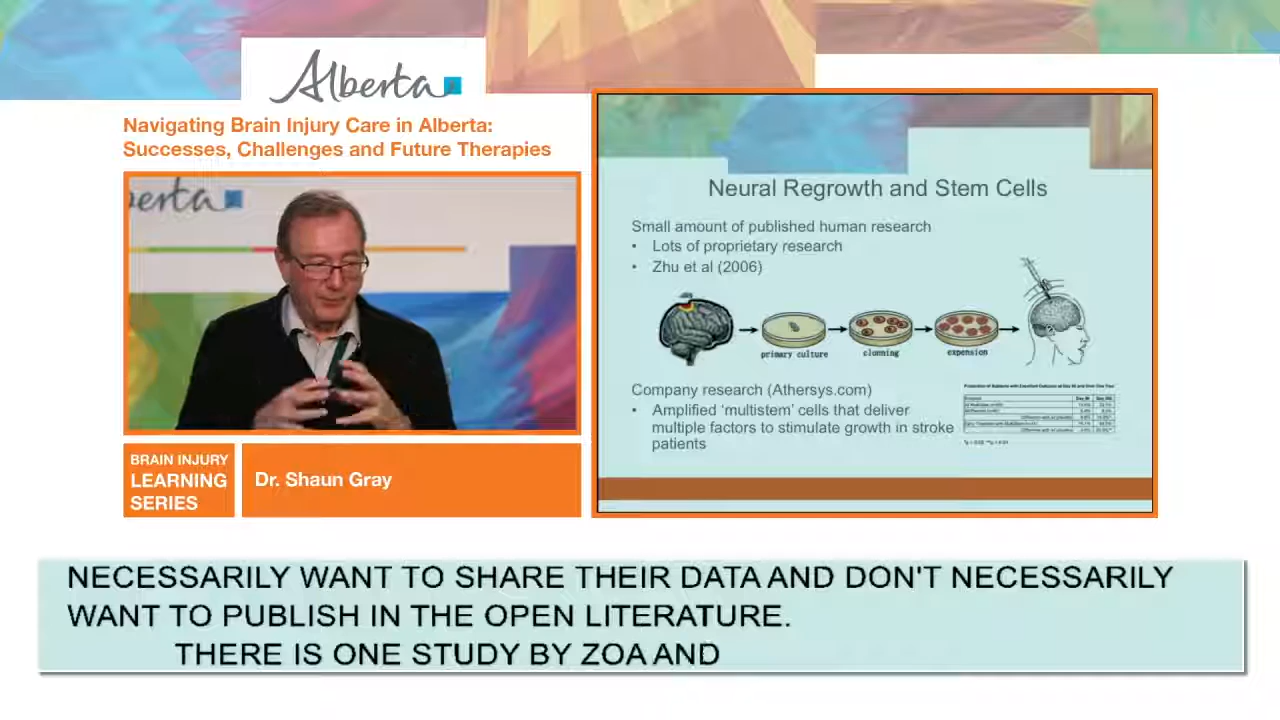 Alberta
Navigating Brain Injury Care in Alberta:
Successes, Challenges and Future Therapies
berta
BRAIN INJURY
LEARNING
SERIES
Dr. Shaun Gray
Neural Regrowth and Stem Cells
Small amount of published human research
• Lots of proprietary research
• Zhu et al (2006)
primary culture
clonning
expension
Company research (Athersys.com)
• Amplified 'multistem' cells that deliver
multiple factors to stimulate growth in stroke
patients
NECESSARILY WANT TO SHARE THEIR DATA AND DON'T NECESSARILY
WANT TO PUBLISH IN THE OPEN LITERATURE.
THERE IS ONE STUDY BY ZOA AND